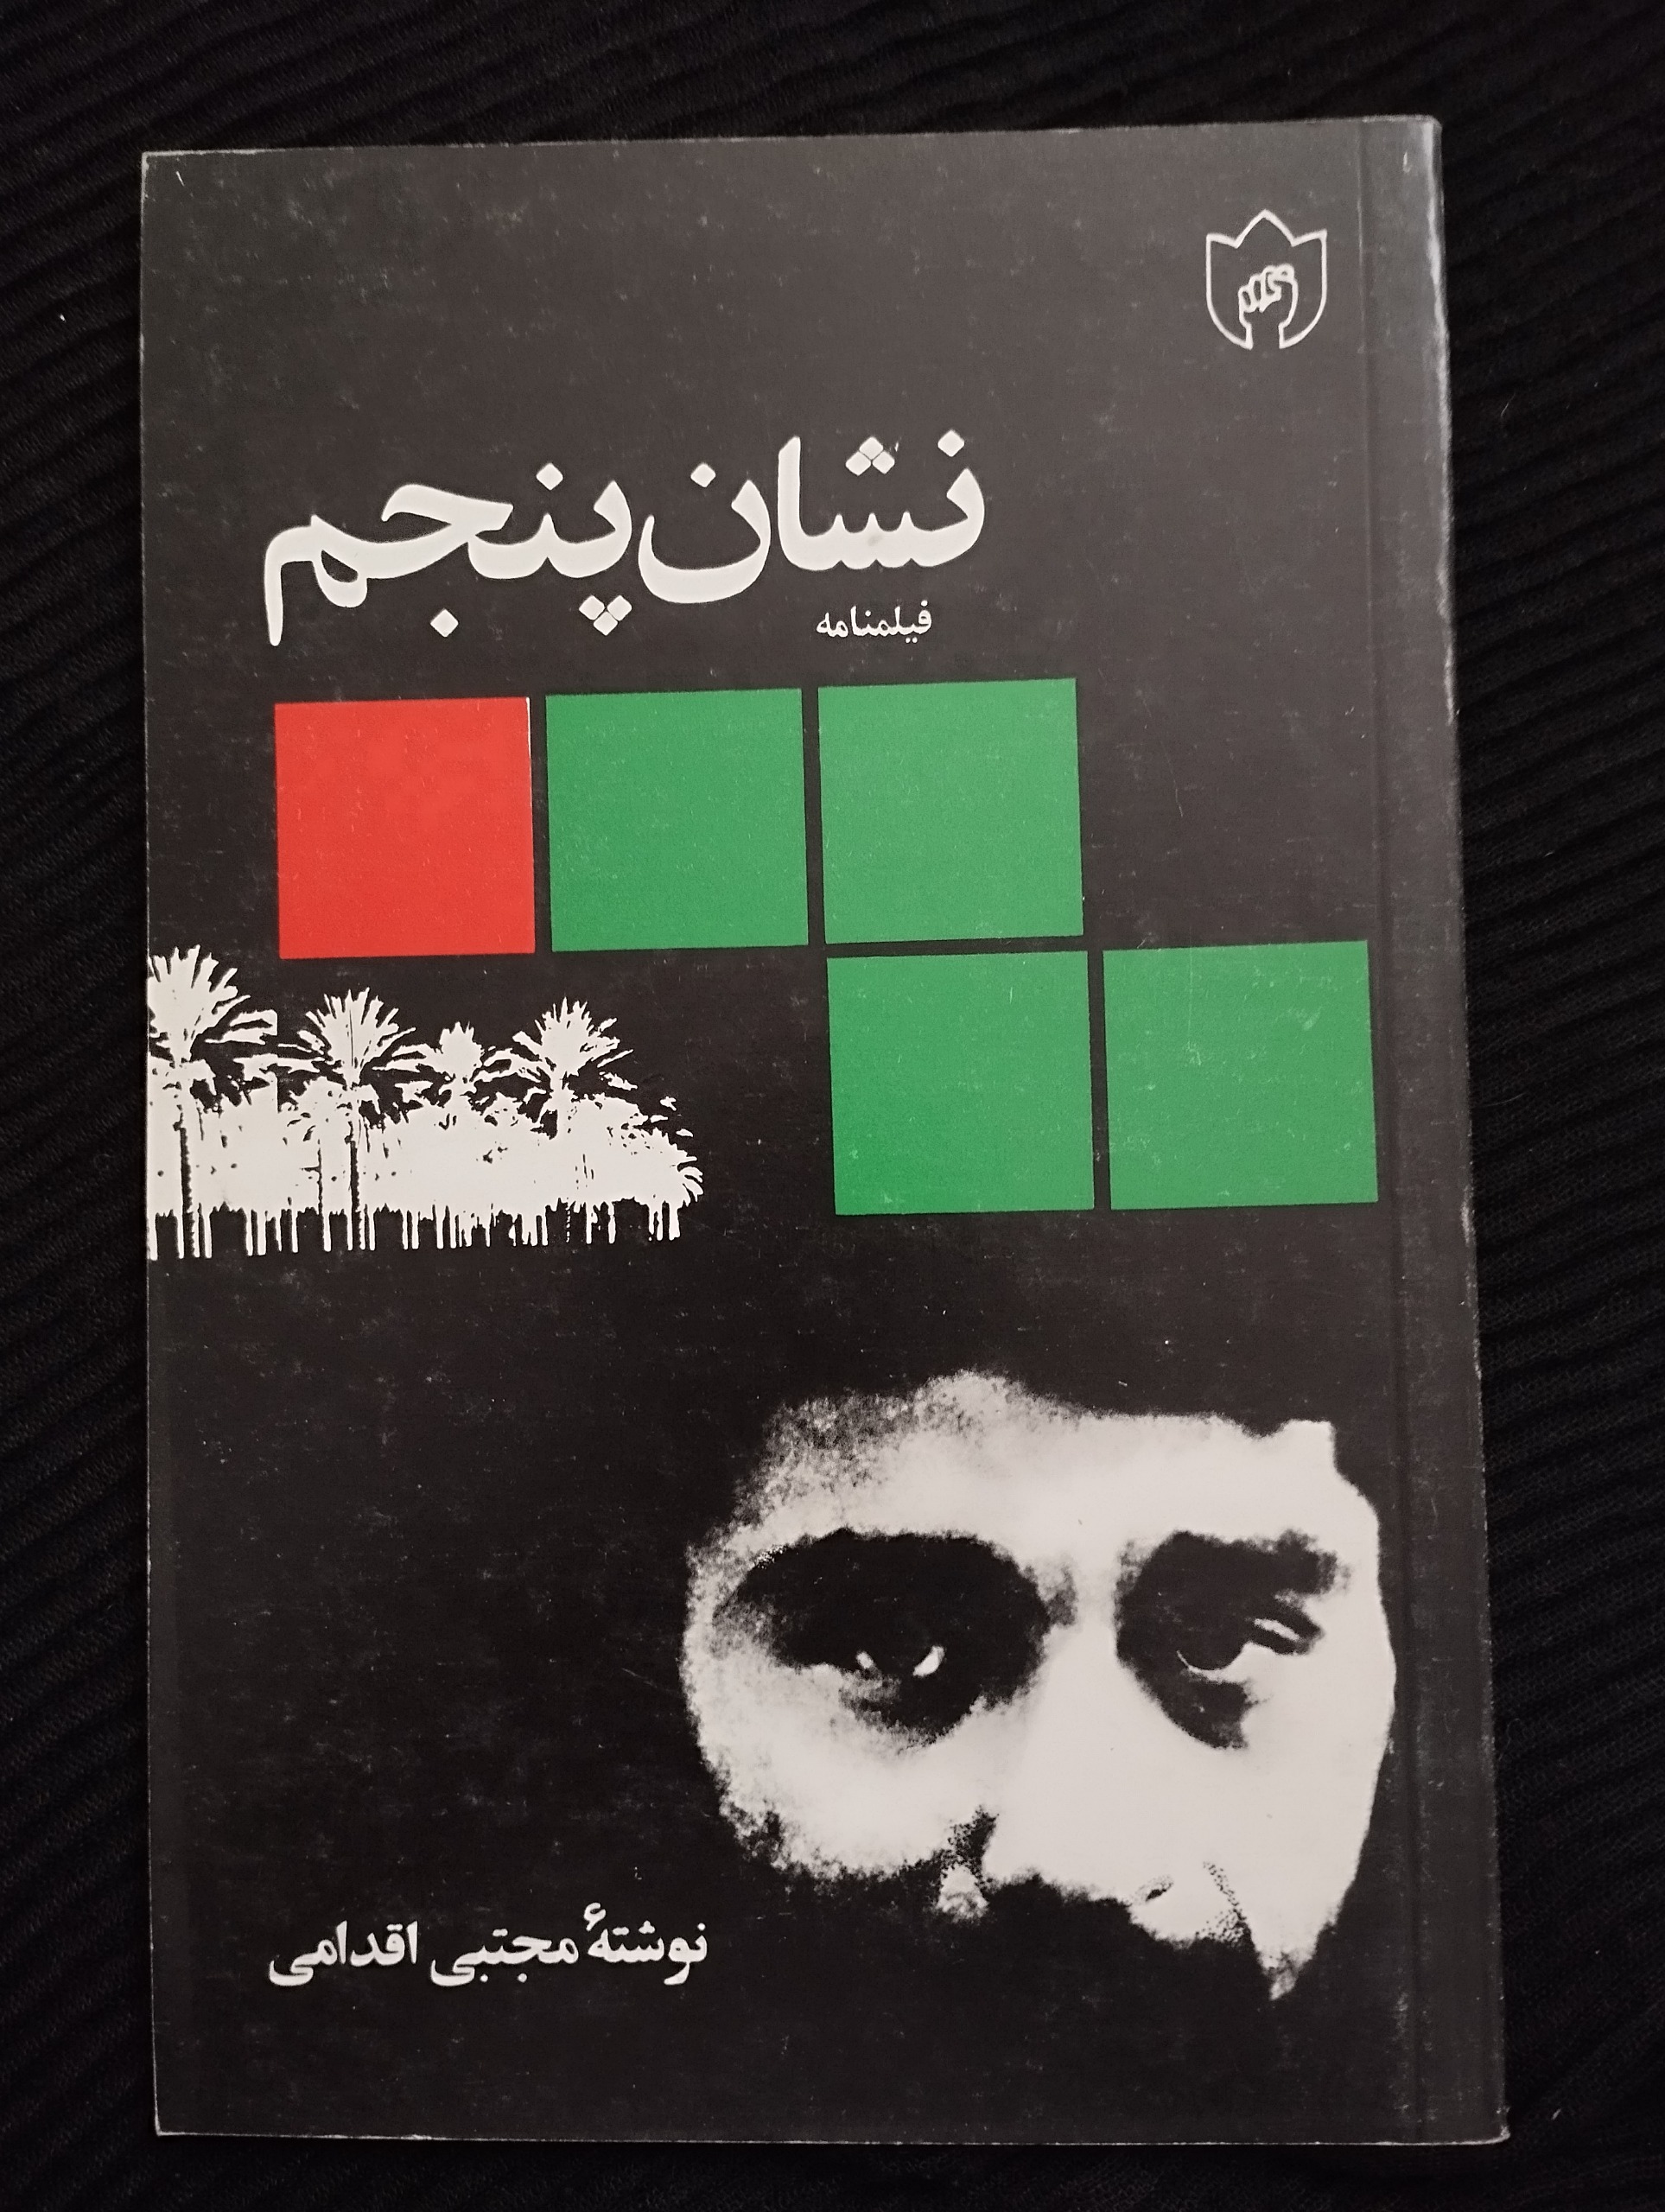 نشان پنجم
فیلمنامه
نوشتهٔ مجتبی اقدامی